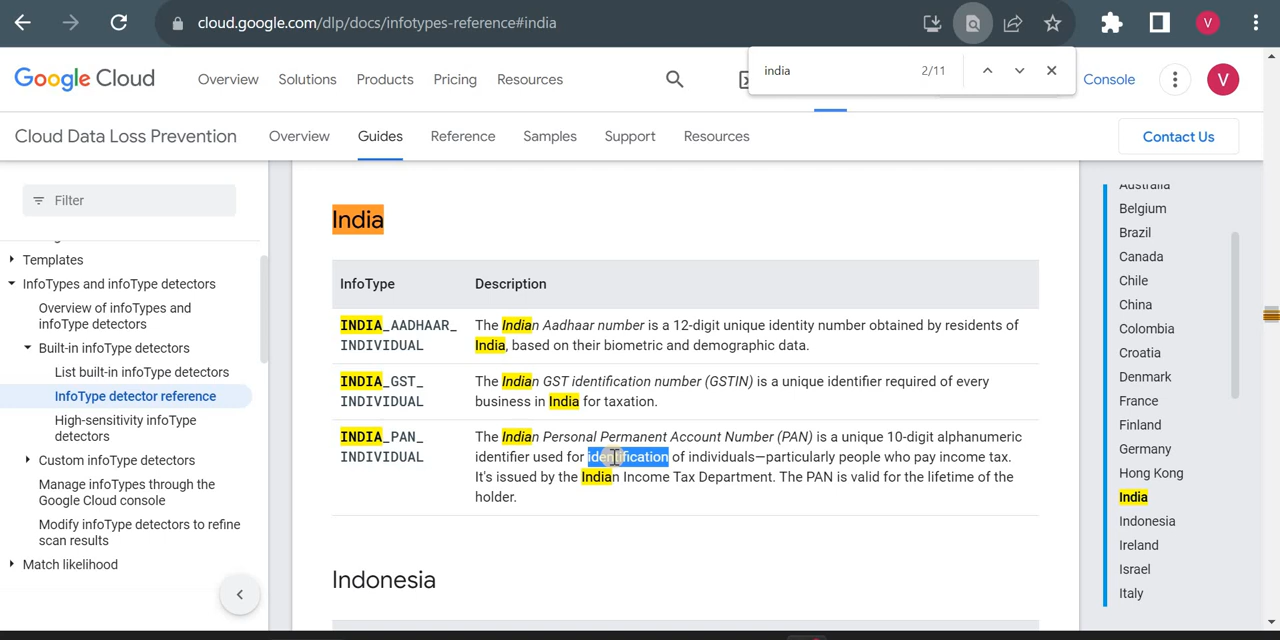 cloud.google.com/dlp/docs/infotypes-reference#india
V
india 2/11
Google Cloud
Overview Solutions Products Pricing Resources
Console
V
Cloud Data Loss Prevention
Overview Guides Reference Samples Support Resources
Contact Us
Filter
Templates
InfoTypes and infoType detectors
Overview of infoTypes and
infoType detectors
Built-in infoType detectors
List built-in infoType detectors
InfoType detector reference
High-sensitivity infoType
detectors
Custom infoType detectors
Manage infoTypes through the
Google Cloud console
Modify infoType detectors to refine
scan results
Match likelihood
India
InfoType Description
INDIA_AADHAAR_
INDIVIDUAL
The Indian Aadhaar number is a 12-digit unique identity number obtained by residents of
India, based on their biometric and demographic data.
INDIA_GST_
INDIVIDUAL
The Indian GST identification number (GSTIN) is a unique identifier required of every
business in India for taxation.
INDIA_PAN_
INDIVIDUAL
The Indian Personal Permanent Account Number (PAN) is a unique 10-digit alphanumeric
identifier used for identification of individuals—particularly people who pay income tax.
It's issued by the Indian Income Tax Department. The PAN is valid for the lifetime of the
holder.
Indonesia
Australia
Belgium
Brazil
Canada
Chile
China
Colombia
Croatia
Denmark
France
Finland
Germany
Hong Kong
India
Indonesia
Ireland
Israel
Italy